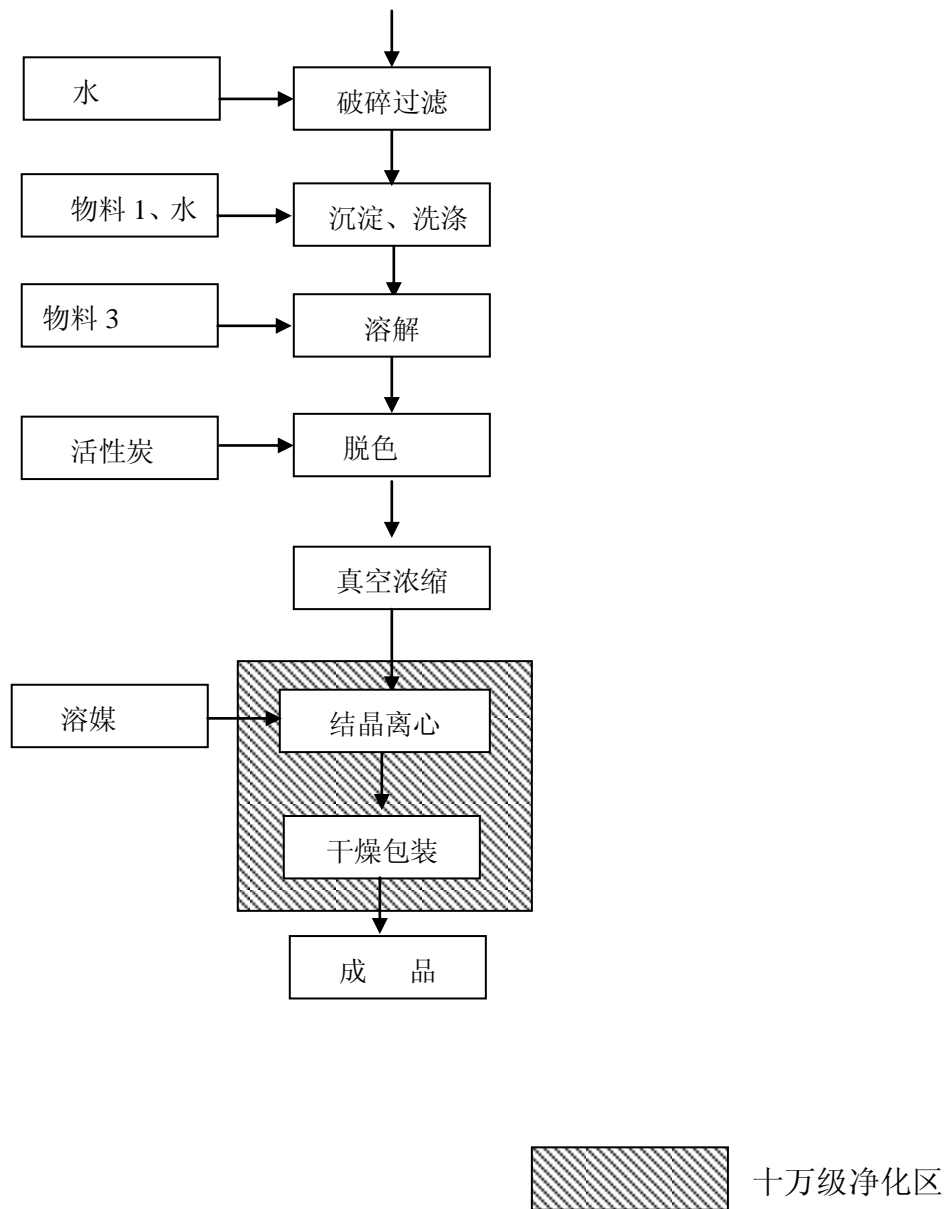 水
破碎过滤
物料 1、水
沉淀、洗涤
物料 3
溶解
活性炭
脱色
真空浓缩
溶媒
结晶离心
干燥包装
成 品
十万级净化区